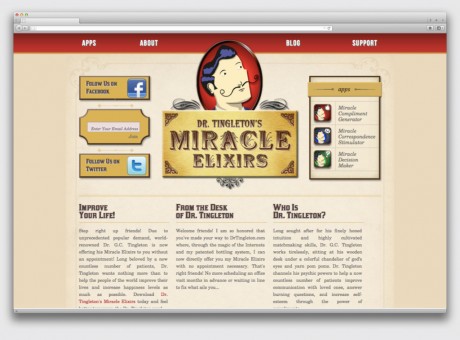 APPS ABOUT BLOG SUPPORT
Follow Us on
Facebook
Enter Your Email Address
Join
Follow Us on
Twitter
DR. TINGLETON'S
MIRACLE
ELIXIRS
apps
Miracle
Compliment
Generator
Miracle
Correspondence
Stimulator
Miracle
Decision
Maker
Improve
Your Life!
Step right up friends! Due to
unprecedented popular demand, world-
renowned Dr. G.C. Tingleton is now
offering his Miracle Elixirs to you without
an appointment! Long beloved by a now
countless number of patients, Dr.
Tingleton wants nothing more than to
help the people of the world improve their
lives and increase happiness levels as
much as possible. Download Dr.
Tingleton's Miracle Elixirs today and feel
From the Desk
of Dr. Tingleton
Welcome friends! I am so honored that
you've made your way to DrTingleton.com
where, through the magic of the Internets
and my patented bottling system, I can
now directly offer you my Miracle Elixirs
with no appointment necessary. That's
right friends! No more scheduling an office
visit months in advance or waiting in line
to fix what ails you...
Who Is
Dr. Tingleton?
Long sought after for his finely honed
intuition and highly cultivated
matchmaking skills, Dr. G.C. Tingleton
works tirelessly, sitting at his wooden
desk under a colorful chandelier of god's
eyes and yarn pom poms. Dr. Tingleton
channels his psychic powers to help a now
countless number of patients improve
communication with loved ones, answer
burning questions, and increase self
esteem through the power of